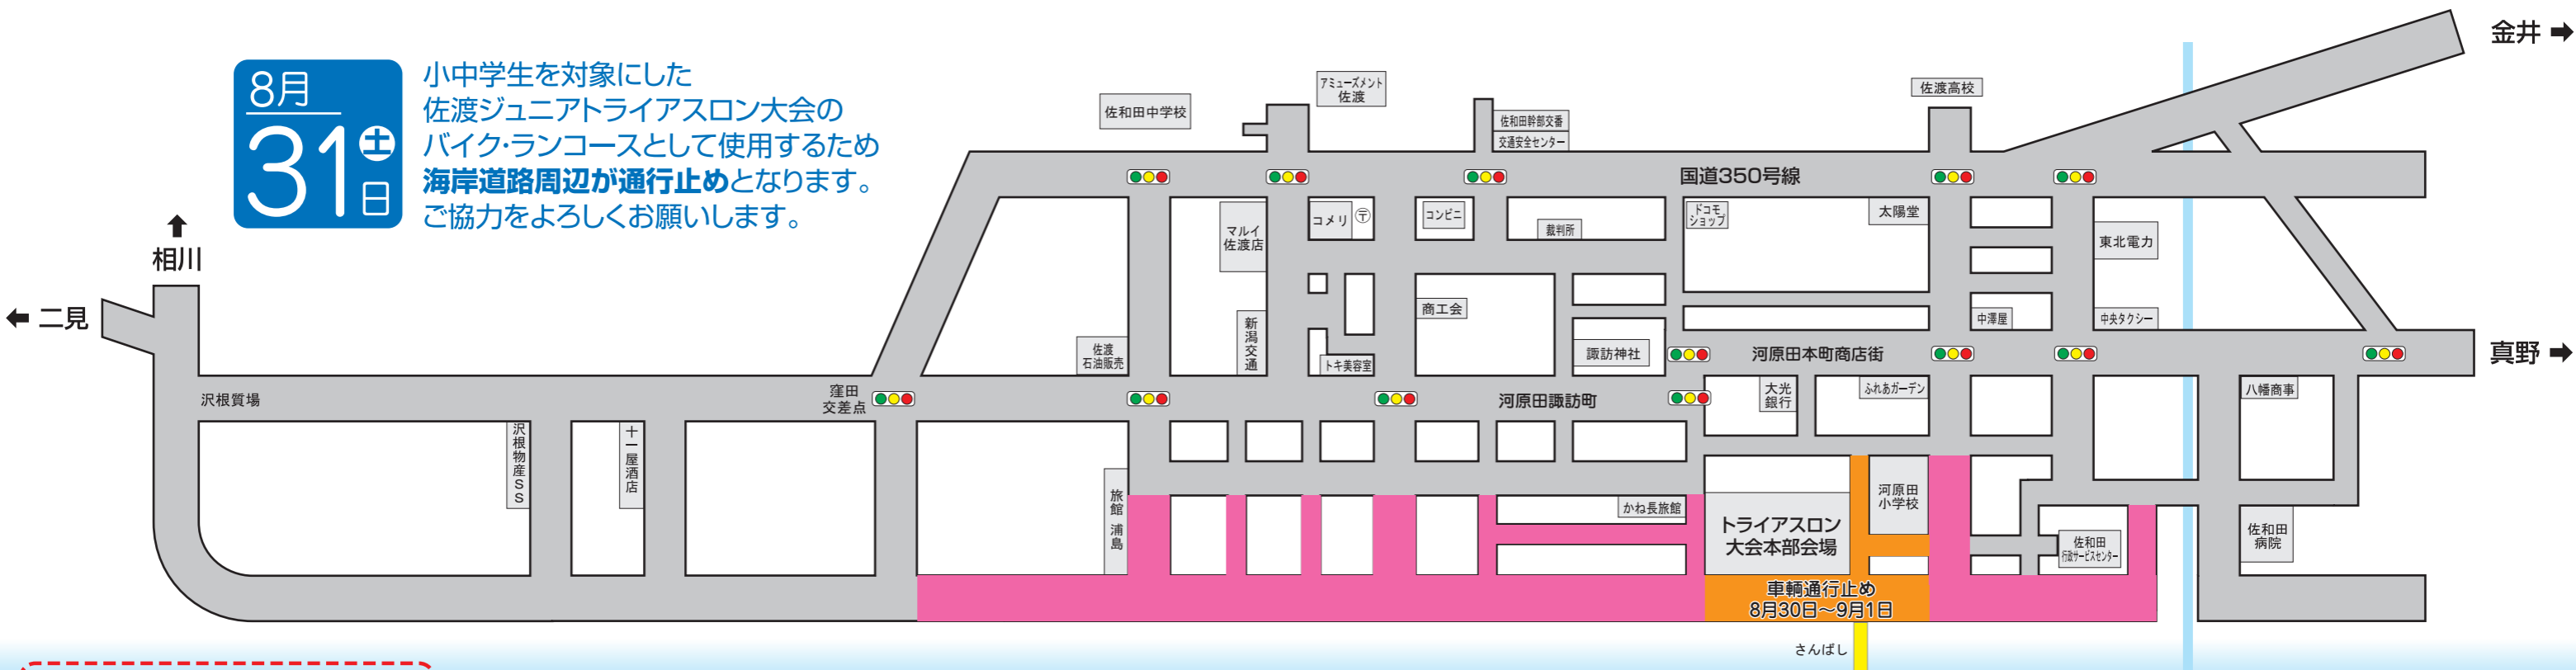 金井
8月
31
土
日
小中学生を対象にした
佐渡ジュニアトライアスロン大会の
バイク・ランコースとして使用するため
海岸道路周辺が通行止めとなります。
ご協力をよろしくお願いします。
佐和田中学校
アミューズメント
佐渡
佐和田幹部交番
交通安全センター
佐渡高校
国道350号線
相川
二見
真野
マルイ
佐渡店
コメリ
〒
コンビニ
裁判所
ドコモ
ショップ
太陽堂
東北電力
佐渡
石油販売
新潟交通
トキ美容室
商工会
諏訪神社
河原田本町商店街
中澤屋
中央タクシー
沢根質場
窪田
交差点
河原田諏訪町
大光
銀行
ふれあガーデン
八幡商事
沢根物産SS
十一屋酒店
旅館 浦島
かね長旅館
トライアスロン
大会本部会場
河原田
小学校
佐和田
行政サービスセンター
佐和田
病院
車輌通行止め
8月30日～9月1日
さんばし